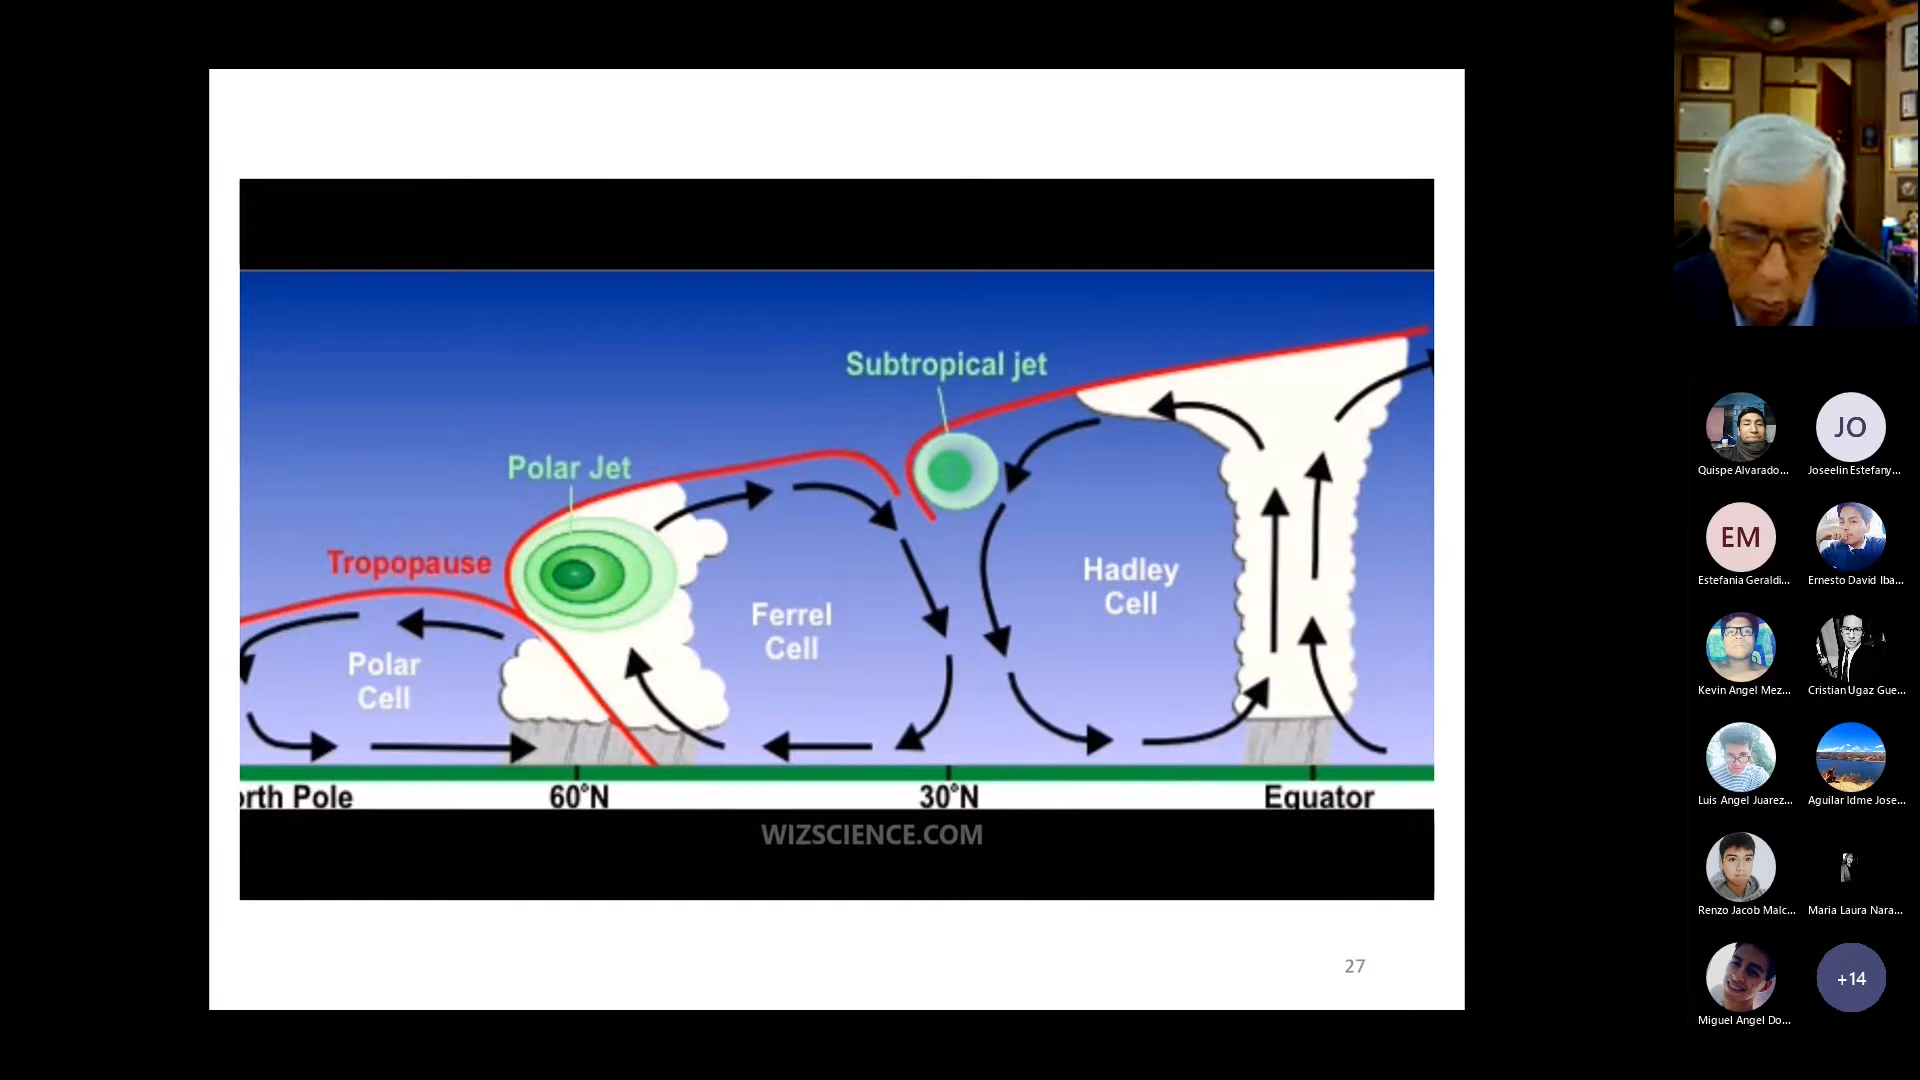 Subtropical jet
Polar Jet
Tropopause
Hadley
Cell
Ferrel
Cell
Polar
Cell
orth Pole
60°N
30°N
Equator
WIZSCIENCE.COM
27
Quispe Alvarado...
JO
Joseelin Estefany...
EM
Estefania Geraldi...
Ernesto David Iba...
Kevin Angel Mez...
Cristian Ugaz Gue...
Luis Angel Juarez...
Aguilar Idme Jose...
Renzo Jacob Malc...
Maria Laura Nara...
Miguel Angel Do...
+14